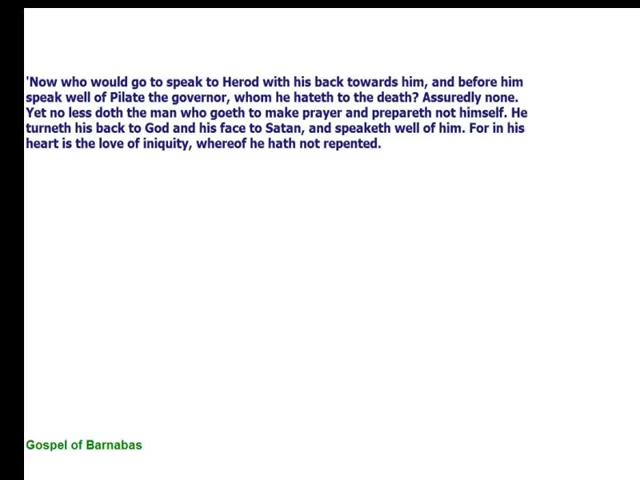 'Now who would go to speak to Herod with his back towards him, and before him
speak well of Pilate the governor, whom he hateth to the death? Assuredly none.
Yet no less doth the man who goeth to make prayer and prepareth not himself. He
turneth his back to God and his face to Satan, and speaketh well of him. For in his
heart is the love of iniquity, whereof he hath not repented.
Gospel of Barnabas